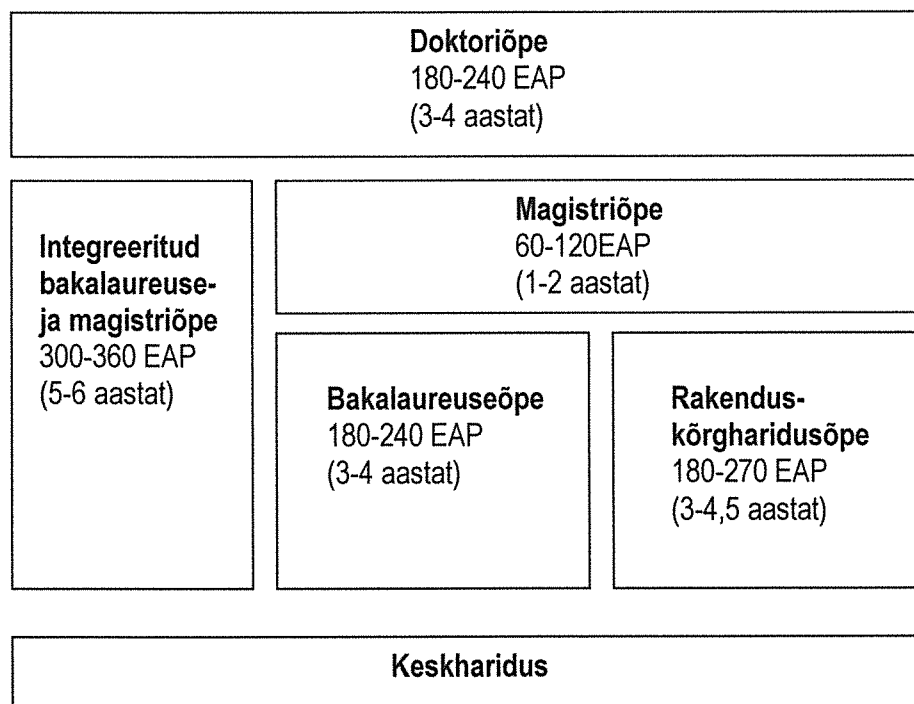 Doktoriõpe
180-240 EAP
(3-4 aastat)
Integreeritud
bakalaureuse-
ja magistriõpe
300-360 EAP
(5-6 aastat)
Magistriõpe
60-120EAP
(1-2 aastat)
Bakalaureuseõpe
180-240 EAP
(3-4 aastat)
Rakendus-
kõrgharidusõpe
180-270 EAP
(3-4,5 aastat)
Keskharidus